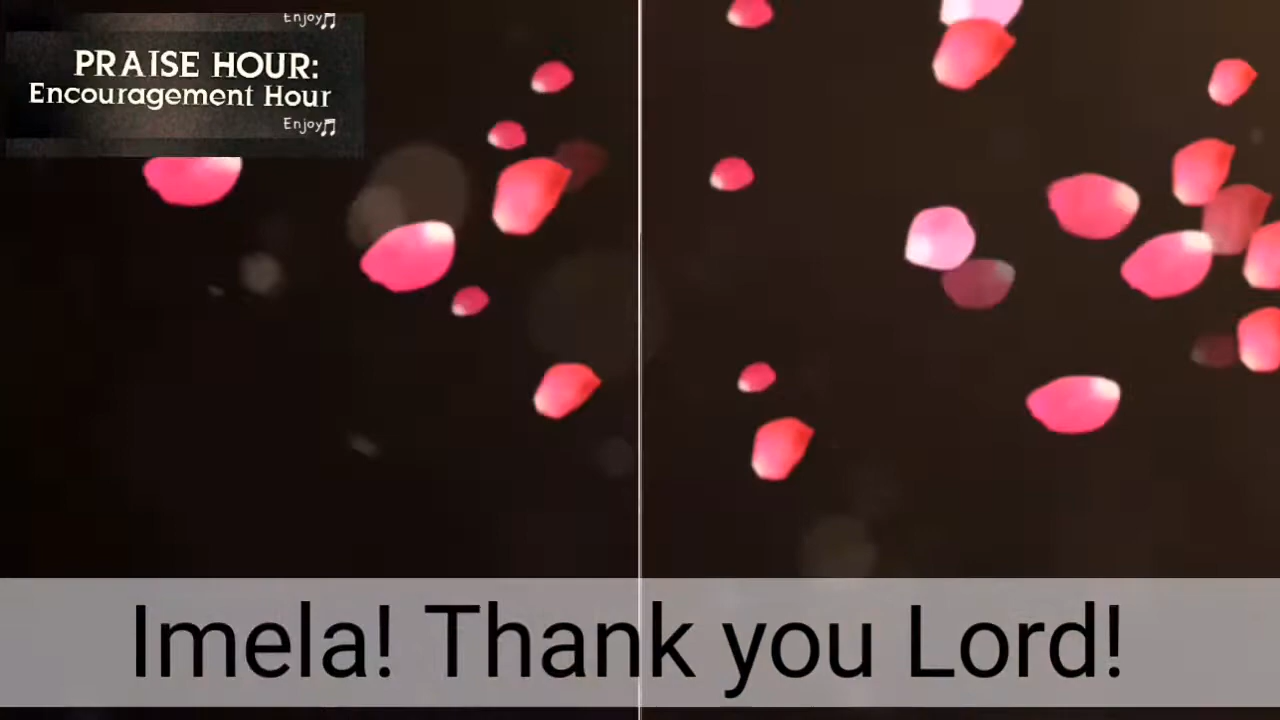 Enjoy🎵
PRAISE HOUR:
Encouragement Hour
Enjoy🎵
Imela! Thank you Lord!